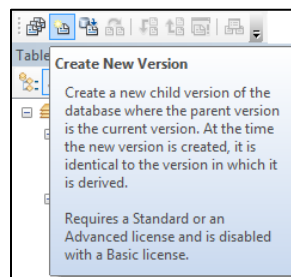 Table
Create New Version
Create a new child version of the
database where the parent version
is the current version. At the time
the new version is created, it is
identical to the version in which it
is derived.
Requires a Standard or an
Advanced license and is disabled
with a Basic license.